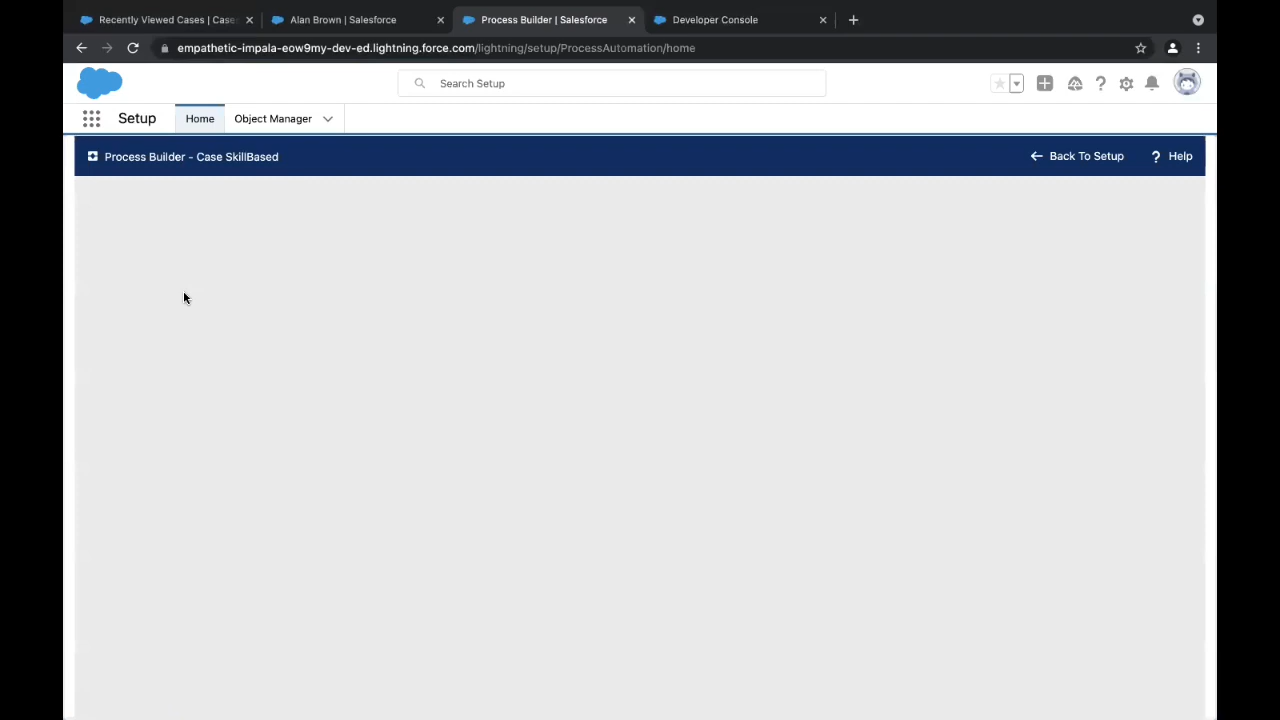 Recently Viewed Cases | Case
Alan Brown | Salesforce
Process Builder | Salesforce
Developer Console
empathetic-impala-eow9my-dev-ed.lightning.force.com/lightning/setup/ProcessAutomation/home
Search Setup
Setup
Home
Object Manager
Process Builder - Case SkillBased
Back To Setup
? Help